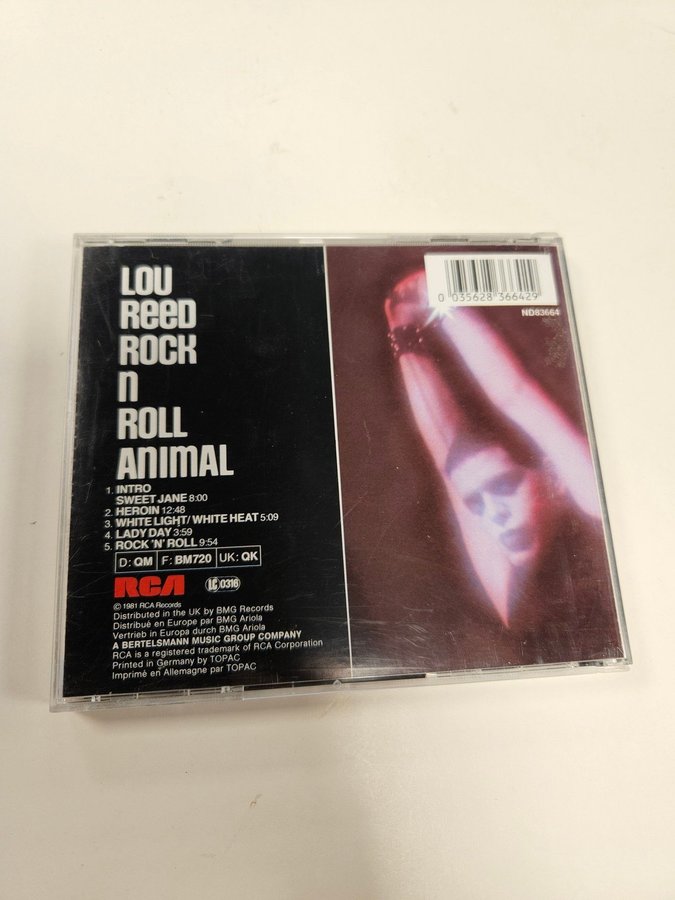 LOU
REED
ROCK
N
ROLL
ANIMAL
1. INTRO
SWEET JANE 8:00
2. HEROIN 12:48
3. WHITE LIGHT/WHITE HEAT 5:09
4. LADY DAY 3:59
5. ROCK 'N' ROLL 9:54
D: QM F: BM720 UK: QK
RCA LC 0316
© 1981 RCA Records
Distributed in the UK by BMG Records
Distribué en Europe par BMG Ariola
Vertrieb in Europa durch BMG Ariola
A BERTELSMANN MUSIC GROUP COMPANY
RCA is a registered trademark of RCA Corporation
Printed in Germany by TOPAC
Imprimé en Allemagne par TOPAC
0 035628 366429
ND83664